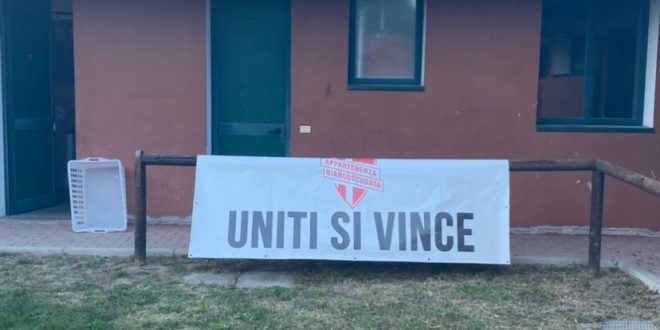 APPARTENENZA
BIANCOSCUDATA
UNITI SI VINCE